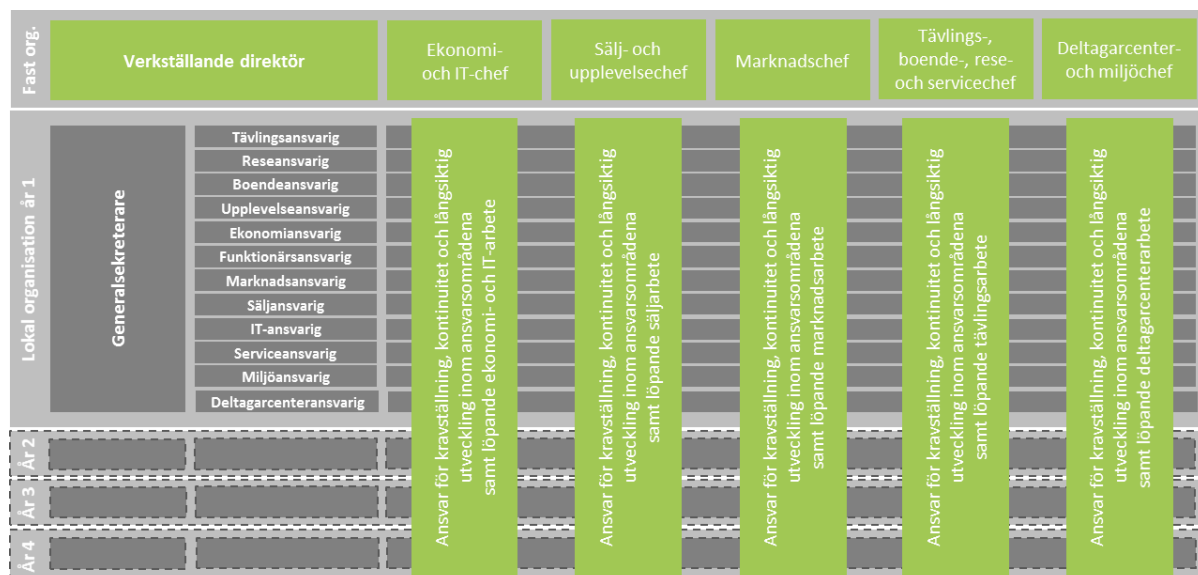 Fast org.
Verkställande direktör
Ekonomi-
och IT-chef
Sälj- och
upplevelsechef
Marknadschef
Tävlings-,
boende-, rese-
och servicechef
Deltagarcenter-
och miljöchef
Lokal organisation år 1
Generalsekreterare
Tävlingsansvarig
Reseansvarig
Boendeansvarig
Upplevelseansvarig
Ekonomiansvarig
Funktionärsansvarig
Marknadsansvarig
Säljansvarig
IT-ansvarig
Serviceansvarig
Miljöansvarig
Deltagarcenteransvarig
Ansvar för kravställning, kontinuitet och långsiktig
utveckling inom ansvarsområdena
samt löpande ekonomi- och IT-arbete
Ansvar för kravställning, kontinuitet och långsiktig
utveckling inom ansvarsområdena
samt löpande säljarbete
Ansvar för kravställning, kontinuitet och långsiktig
utveckling inom ansvarsområdena
samt löpande marknadsarbete
Ansvar för kravställning, kontinuitet och långsiktig
utveckling inom ansvarsområdena
samt löpande tävlingsarbete
Ansvar för kravställning, kontinuitet och långsiktig
utveckling inom ansvarsområdena
samt löpande deltagarcenterarbete
År 2
År 3
År 4